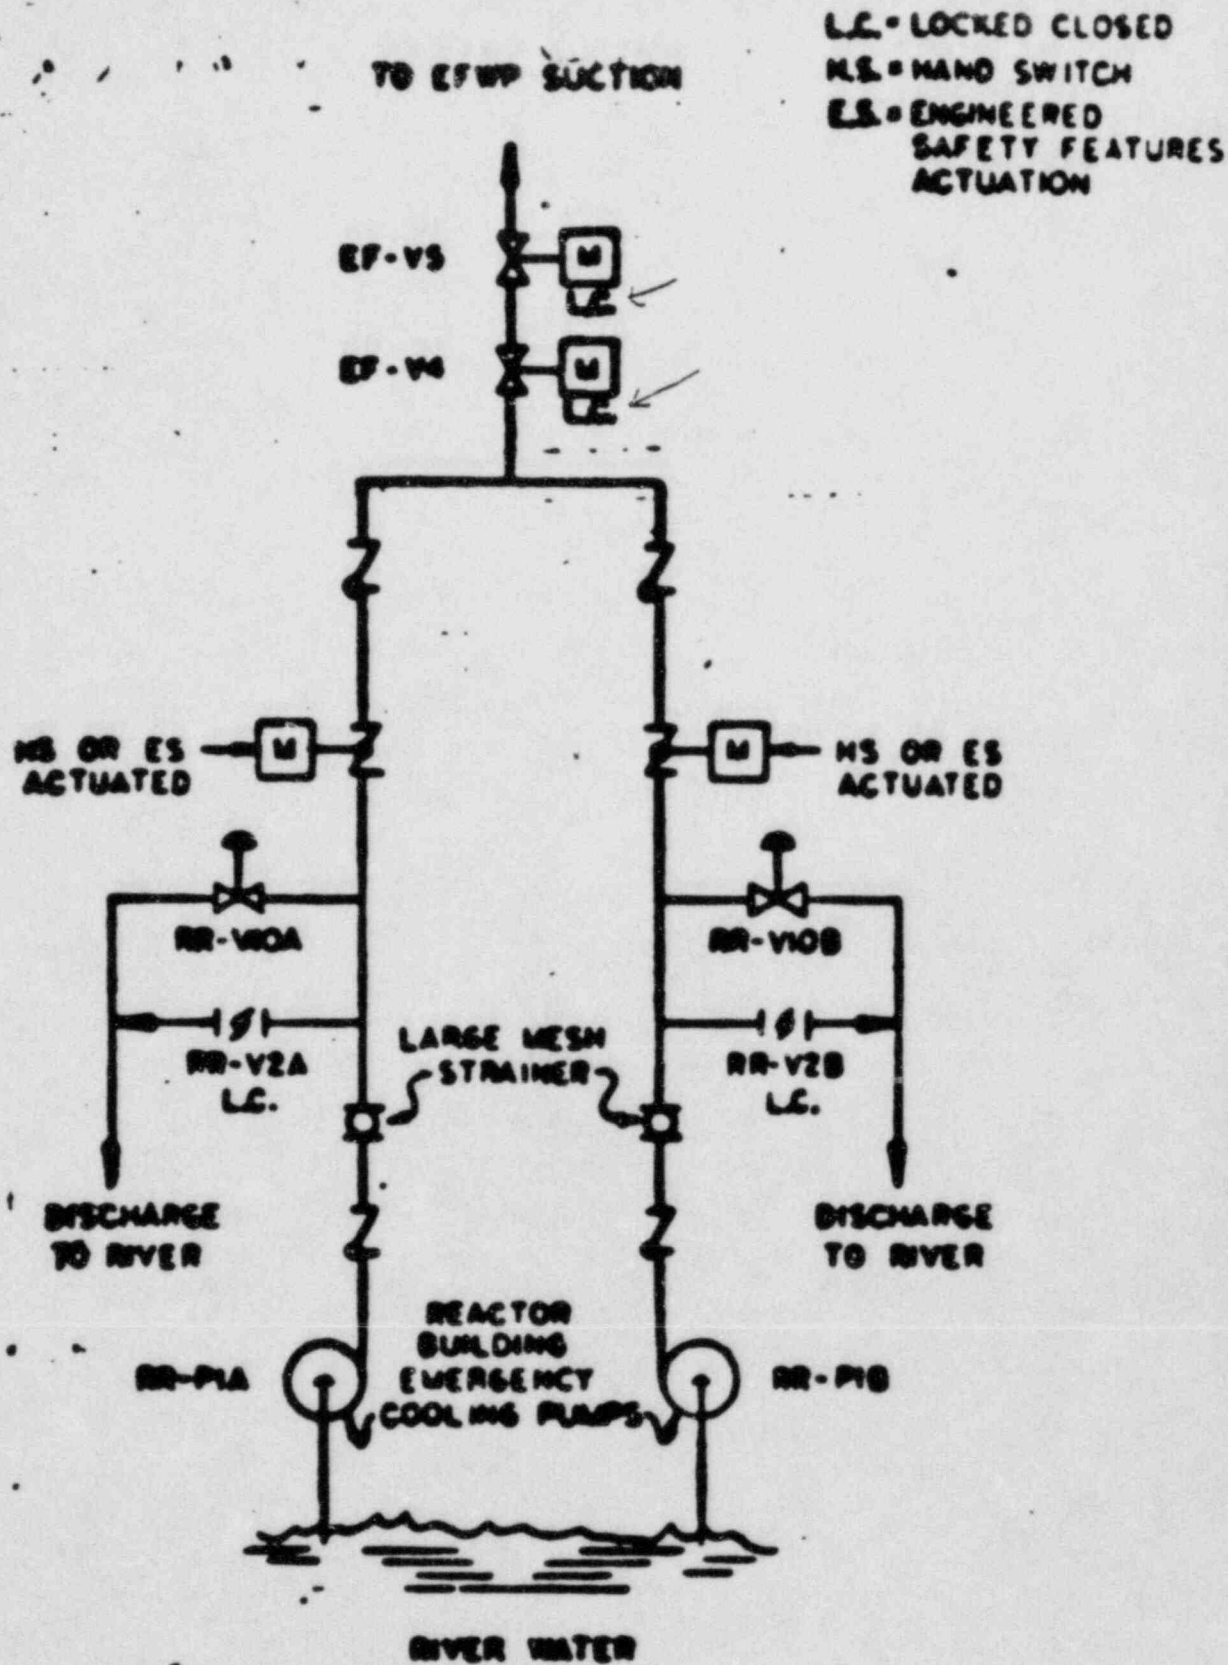 L.C. = LOCKED CLOSED
H.S. = HAND SWITCH
E.S. = ENGINEERED
SAFETY FEATURES
ACTUATION
TO EFWP SUCTION
EF-V5
M
L.C.
EF-V4
M
L.C.
HS OR ES
ACTUATED
M
M
HS OR ES
ACTUATED
RR-V10A
RR-V10B
LARGE MESH
STRAINER
RR-V2A
L.C.
RR-V2B
L.C.
DISCHARGE
TO RIVER
DISCHARGE
TO RIVER
REACTOR
BUILDING
EMERGENCY
COOLING PUMPS
RR-P1A
RR-P1B
RIVER WATER